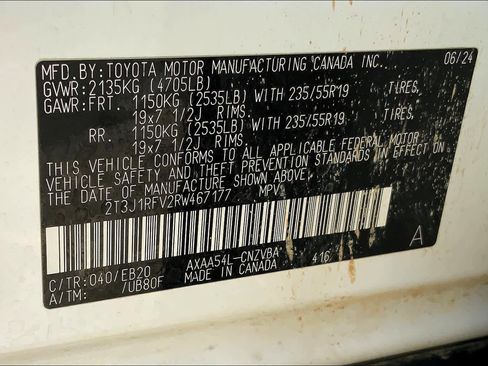 MFD.BY:TOYOTA MOTOR MANUFACTURING CANADA INC. 06/24
GVWR:2135KG (4705LB)
GAWR:FRT. 1150KG (2535LB) WITH 235/55R19 TIRES,
19x7 1/2J RIMS.
RR. 1150KG (2535LB) WITH 235/55R19 TIRES,
19x7 1/2J RIMS.
THIS VEHICLE CONFORMS TO ALL APPLICABLE FEDERAL MOTOR
VEHICLE SAFETY AND THEFT PREVENTION STANDARDS IN EFFECT ON
THE DATE OF MANUFACTURE SHOWN ABOVE.
2T3J1RFV2RW467177 MPV
AXAA54L-CNZVBA 416
C/TR:040/EB20 MADE IN CANADA A
A/TM: /UB80F